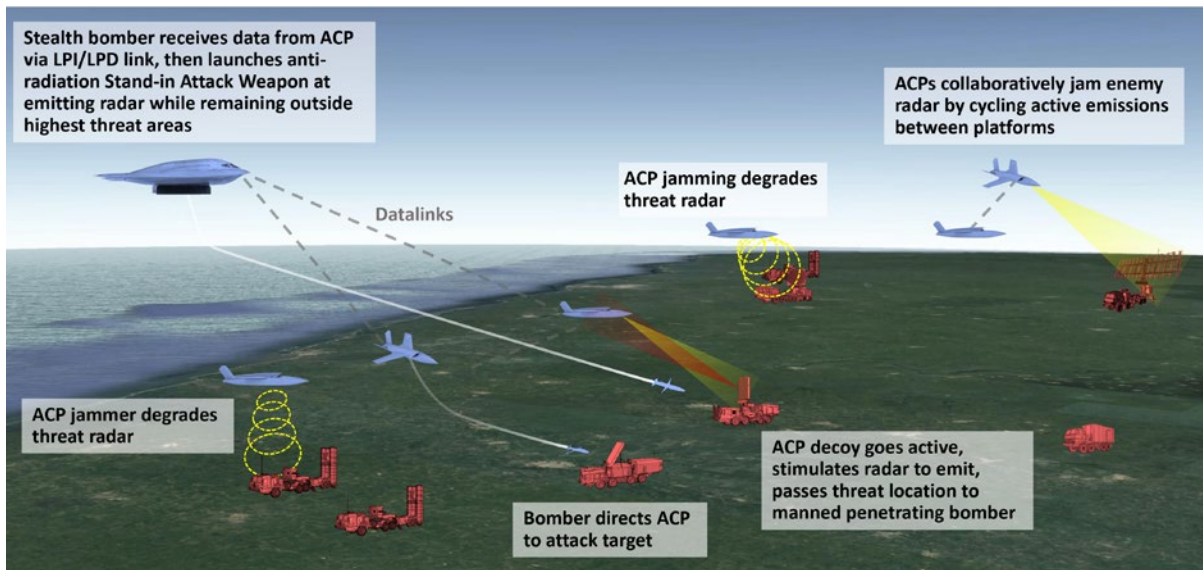 Stealth bomber receives data from ACP
via LPI/LPD link, then launches anti-
radiation Stand-in Attack Weapon at
emitting radar while remaining outside
highest threat areas
ACPs collaboratively jam enemy
radar by cycling active emissions
between platforms
ACP jamming degrades
threat radar
Datalinks
ACP jammer degrades
threat radar
ACP decoy goes active,
stimulates radar to emit,
passes threat location to
manned penetrating bomber
Bomber directs ACP
to attack target